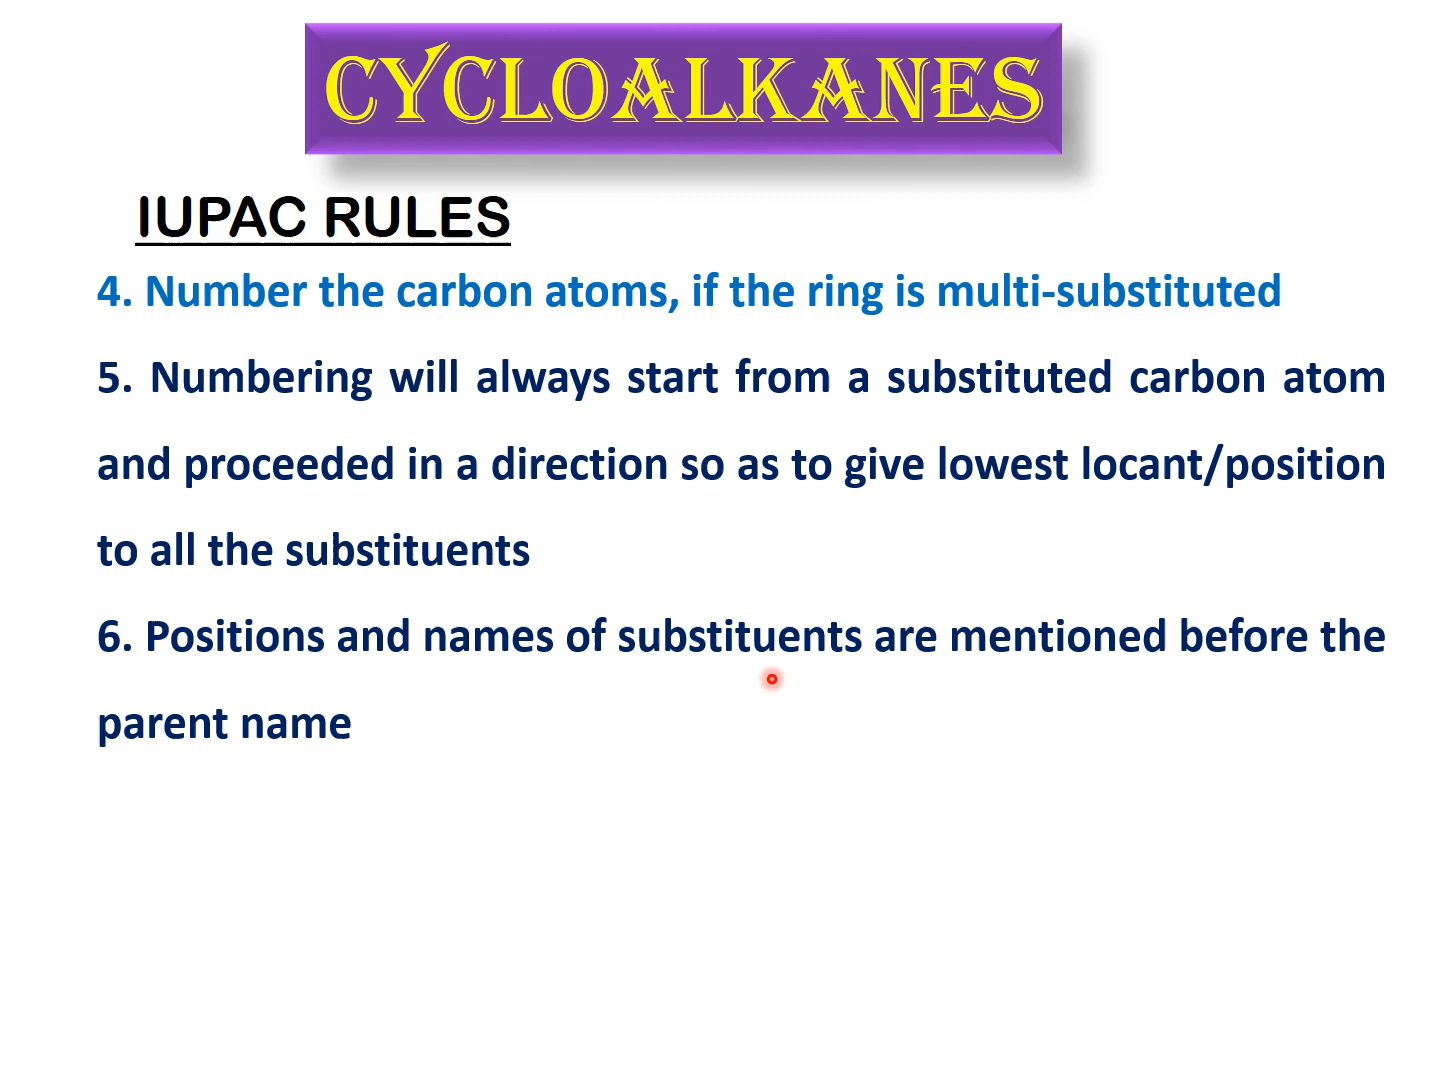 CYCLOALKANES
IUPAC RULES
4. Number the carbon atoms, if the ring is multi-substituted
5. Numbering will always start from a substituted carbon atom
and proceeded in a direction so as to give lowest locant/position
to all the substituents
6. Positions and names of substituents are mentioned before the
parent name